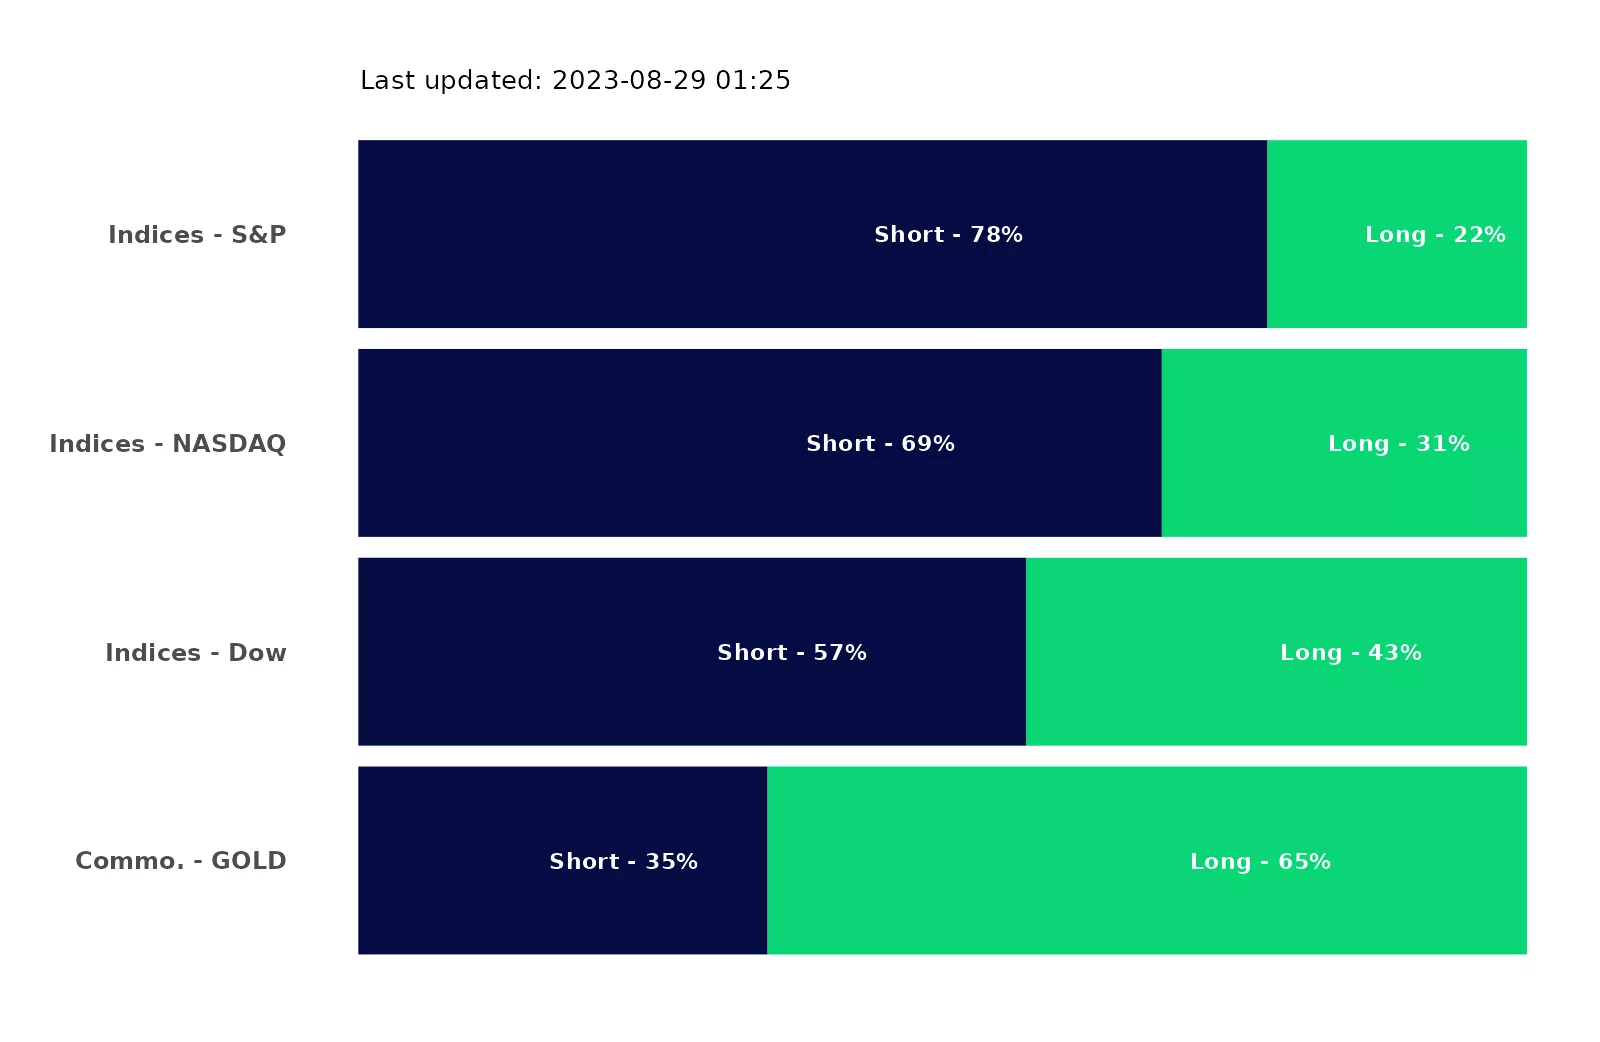 Last updated: 2023-08-29 01:25
Indices - S&P Short - 78% Long - 22%
Indices - NASDAQ Short - 69% Long - 31%
Indices - Dow Short - 57% Long - 43%
Commo. - GOLD Short - 35% Long - 65%